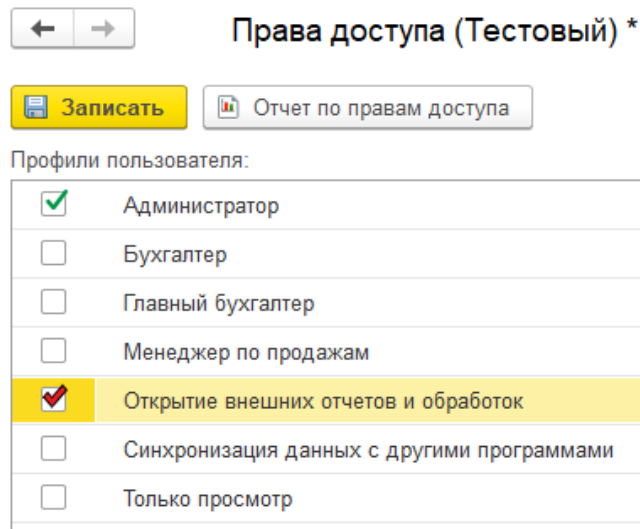 Права доступа (Тестовый) *
Записать
Отчет по правам доступа
Профили пользователя:
Администратор
Бухгалтер
Главный бухгалтер
Менеджер по продажам
Открытие внешних отчетов и обработок
Синхронизация данных с другими программами
Только просмотр